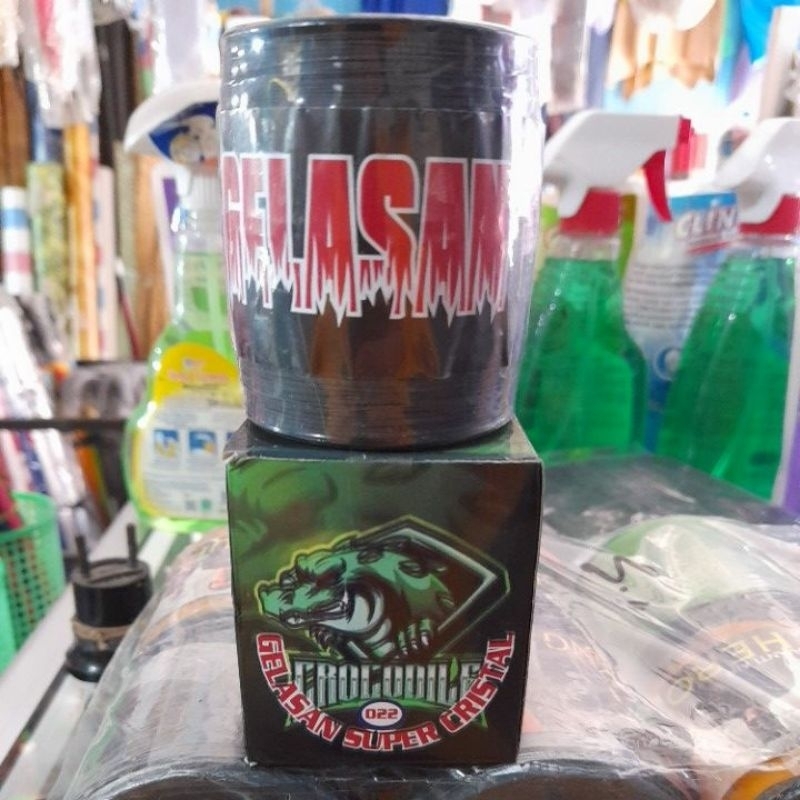 GELASAN
CLIN
CROCODILE
022
GELASAN SUPER CRISTAL